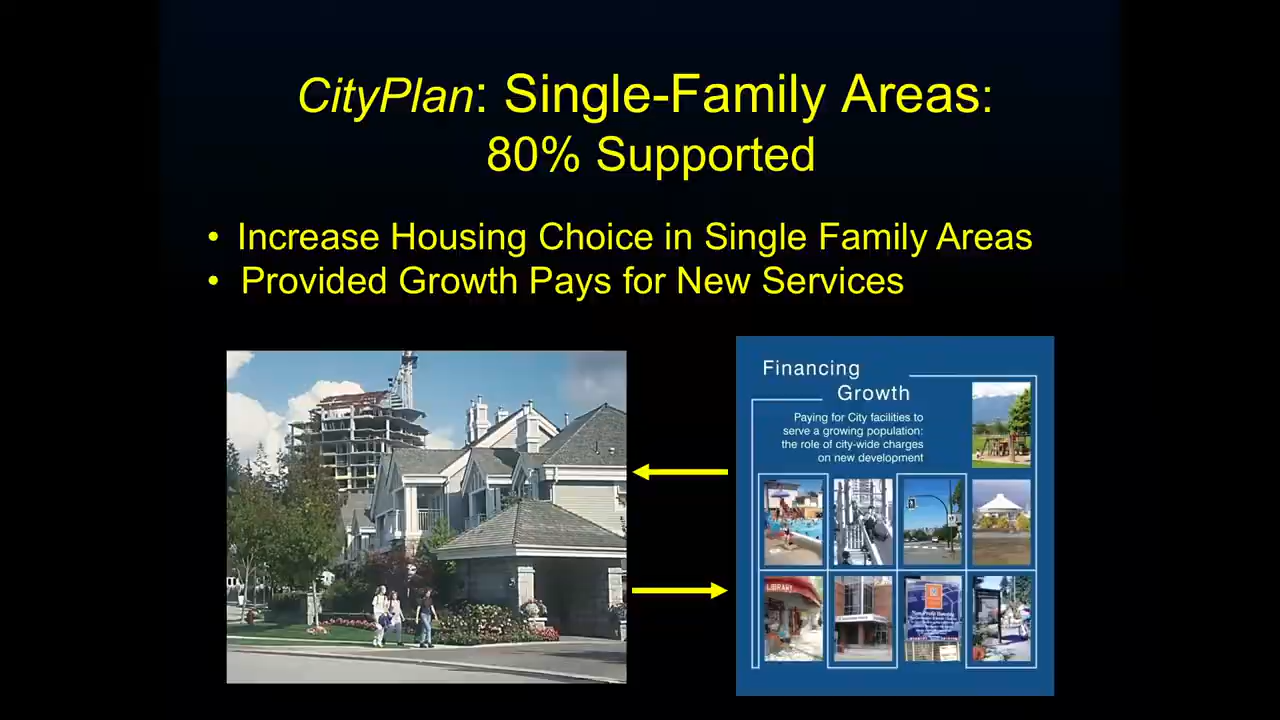 CityPlan: Single-Family Areas:
80% Supported
• Increase Housing Choice in Single Family Areas
• Provided Growth Pays for New Services
Financing
Growth
Paying for City facilities to
serve a growing population:
the role of city-wide charges
on new development
LIBRARY